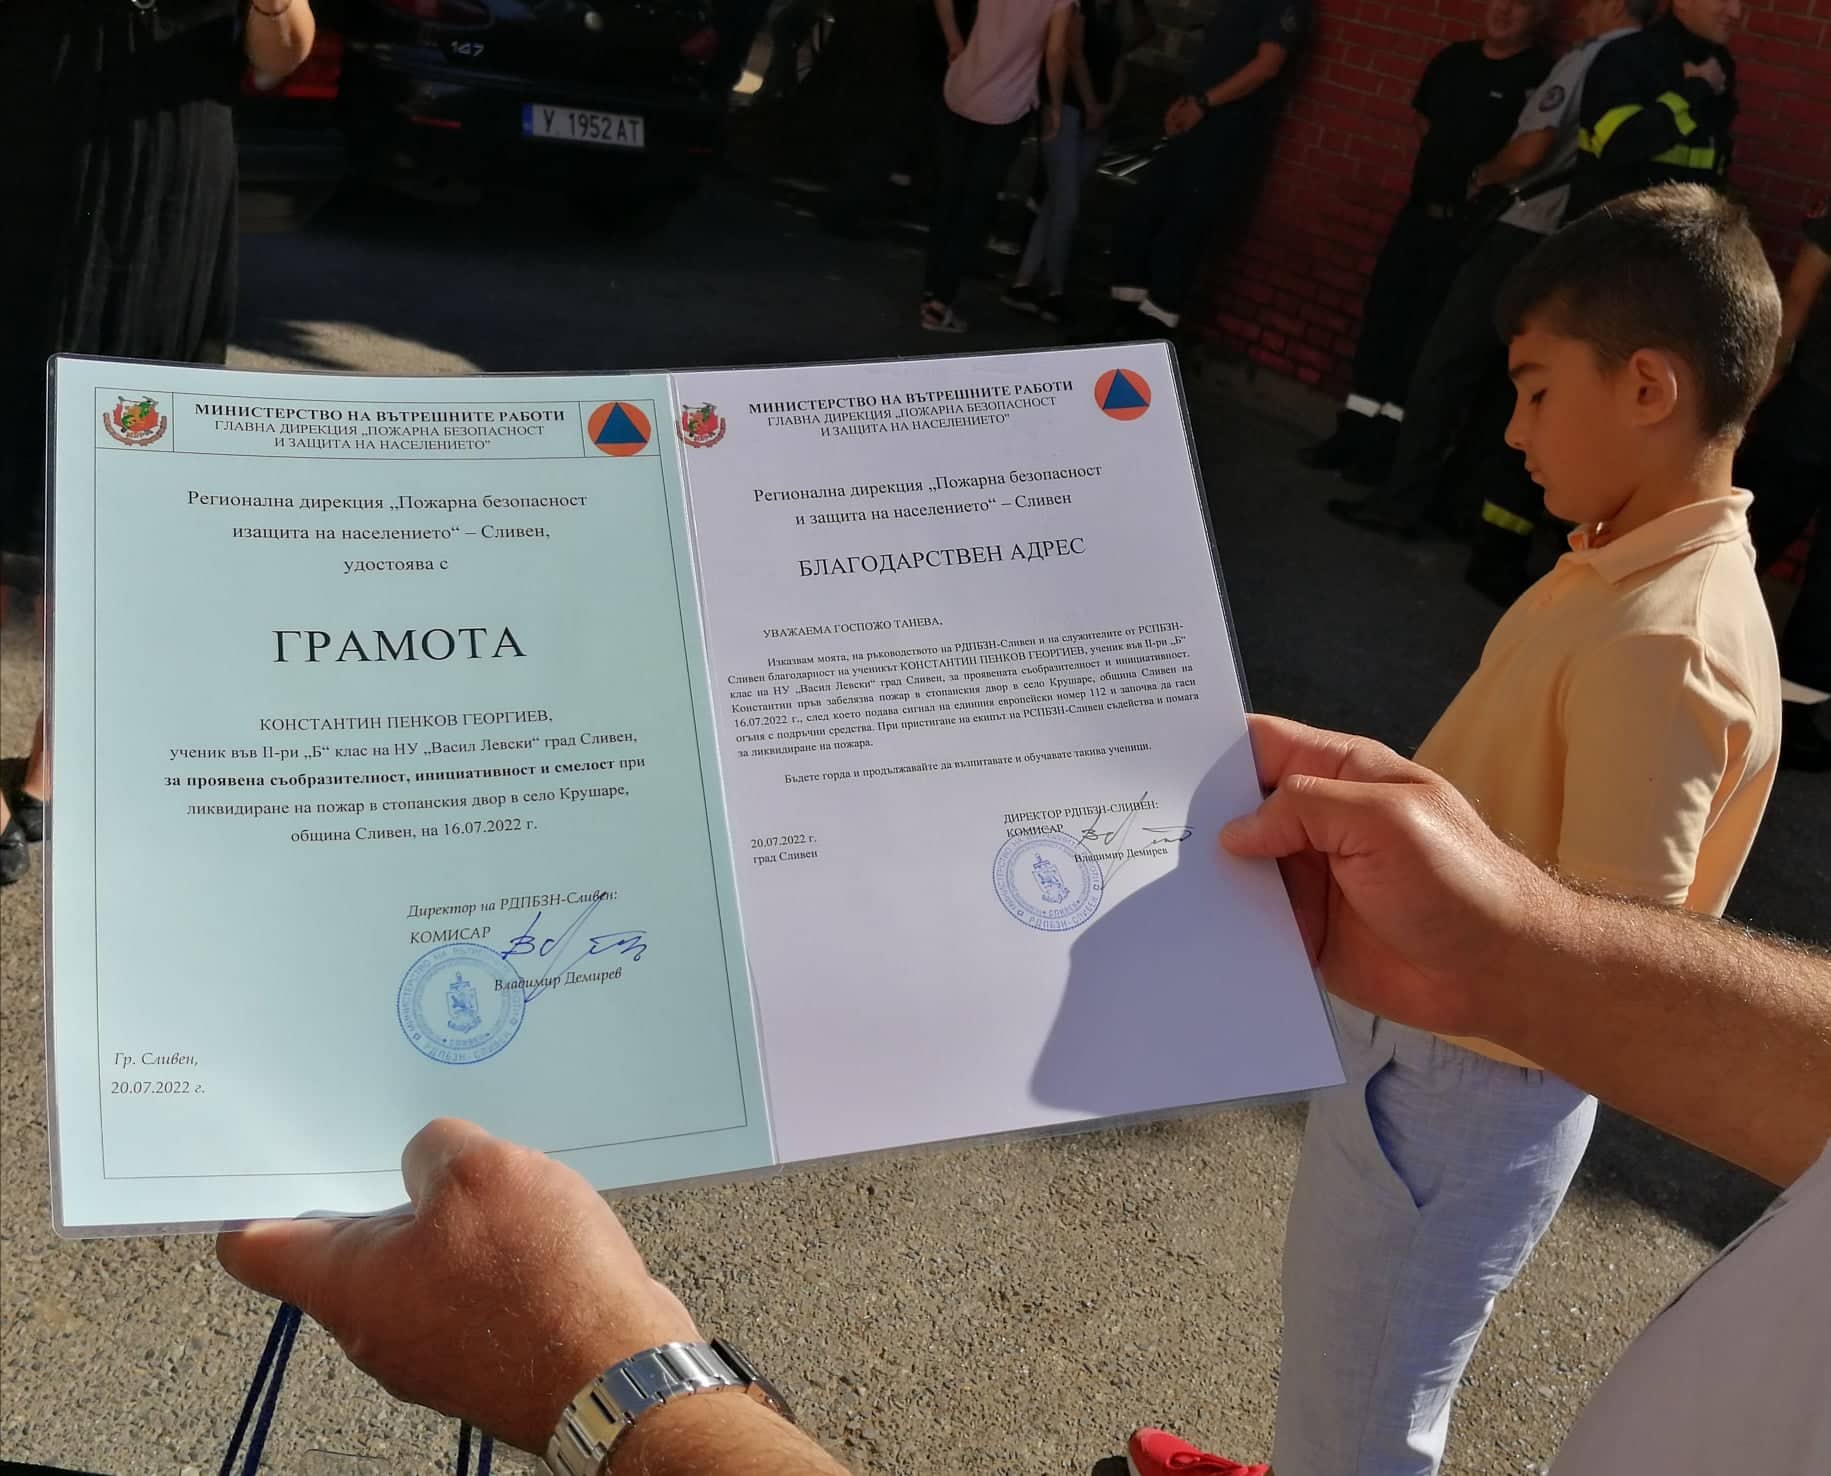 147
У 1952 АТ
МИНИСТЕРСТВО НА ВЪТРЕШНИТЕ РАБОТИ
ГЛАВНА ДИРЕКЦИЯ „ПОЖАРНА БЕЗОПАСНОСТ
И ЗАЩИТА НА НАСЕЛЕНИЕТО"
Регионална дирекция „Пожарна безопасност
изащита на населението“ – Сливен,
удостоява с
ГРАМОТА
КОНСТАНТИН ПЕНКОВ ГЕОРГИЕВ,
ученик във II-ри „Б“ клас на НУ „Васил Левски“ град Сливен,
за проявена съобразителност, инициативност и смелост при
ликвидиране на пожар в стопанския двор в село Крушаре,
община Сливен, на 16.07.2022 г.
Директор на РДПБЗН-Сливен:
КОМИСАР
Владимир Демирев
Гр. Сливен,
20.07.2022 г.
МИНИСТЕРСТВО НА ВЪТРЕШНИТЕ РАБОТИ
ГЛАВНА ДИРЕКЦИЯ „ПОЖАРНА БЕЗОПАСНОСТ
И ЗАЩИТА НА НАСЕЛЕНИЕТО"
Регионална дирекция „Пожарна безопасност
и защита на населението“ – Сливен
БЛАГОДАРСТВЕН АДРЕС
УВАЖАЕМА ГОСПОЖО ТАНЕВА,
Изказвам моята, на ръководството на РДПБЗН-Сливен и на служителите от РСПБЗН-
Сливен благодарност на ученикът КОНСТАНТИН ПЕНКОВ ГЕОРГИЕВ, ученик във II-ри „Б“
клас на НУ „Васил Левски“ град Сливен, за проявената съобразителност и инициативност.
Константин пръв забелязва пожар в стопанския двор в село Крушаре, община Сливен на
16.07.2022 г., след което подава сигнал на единния европейски номер 112 и започва да гаси
огъня с подръчни средства. При пристигане на екипът на РСПБЗН-Сливен съдейства и помага
за ликвидиране на пожара.
Бъдете горда и продължавайте да възпитавате и обучавате такива ученици.
ДИРЕКТОР РДПБЗН-СЛИВЕН:
КОМИСАР
Владимир Демирев
20.07.2022 г.
град Сливен